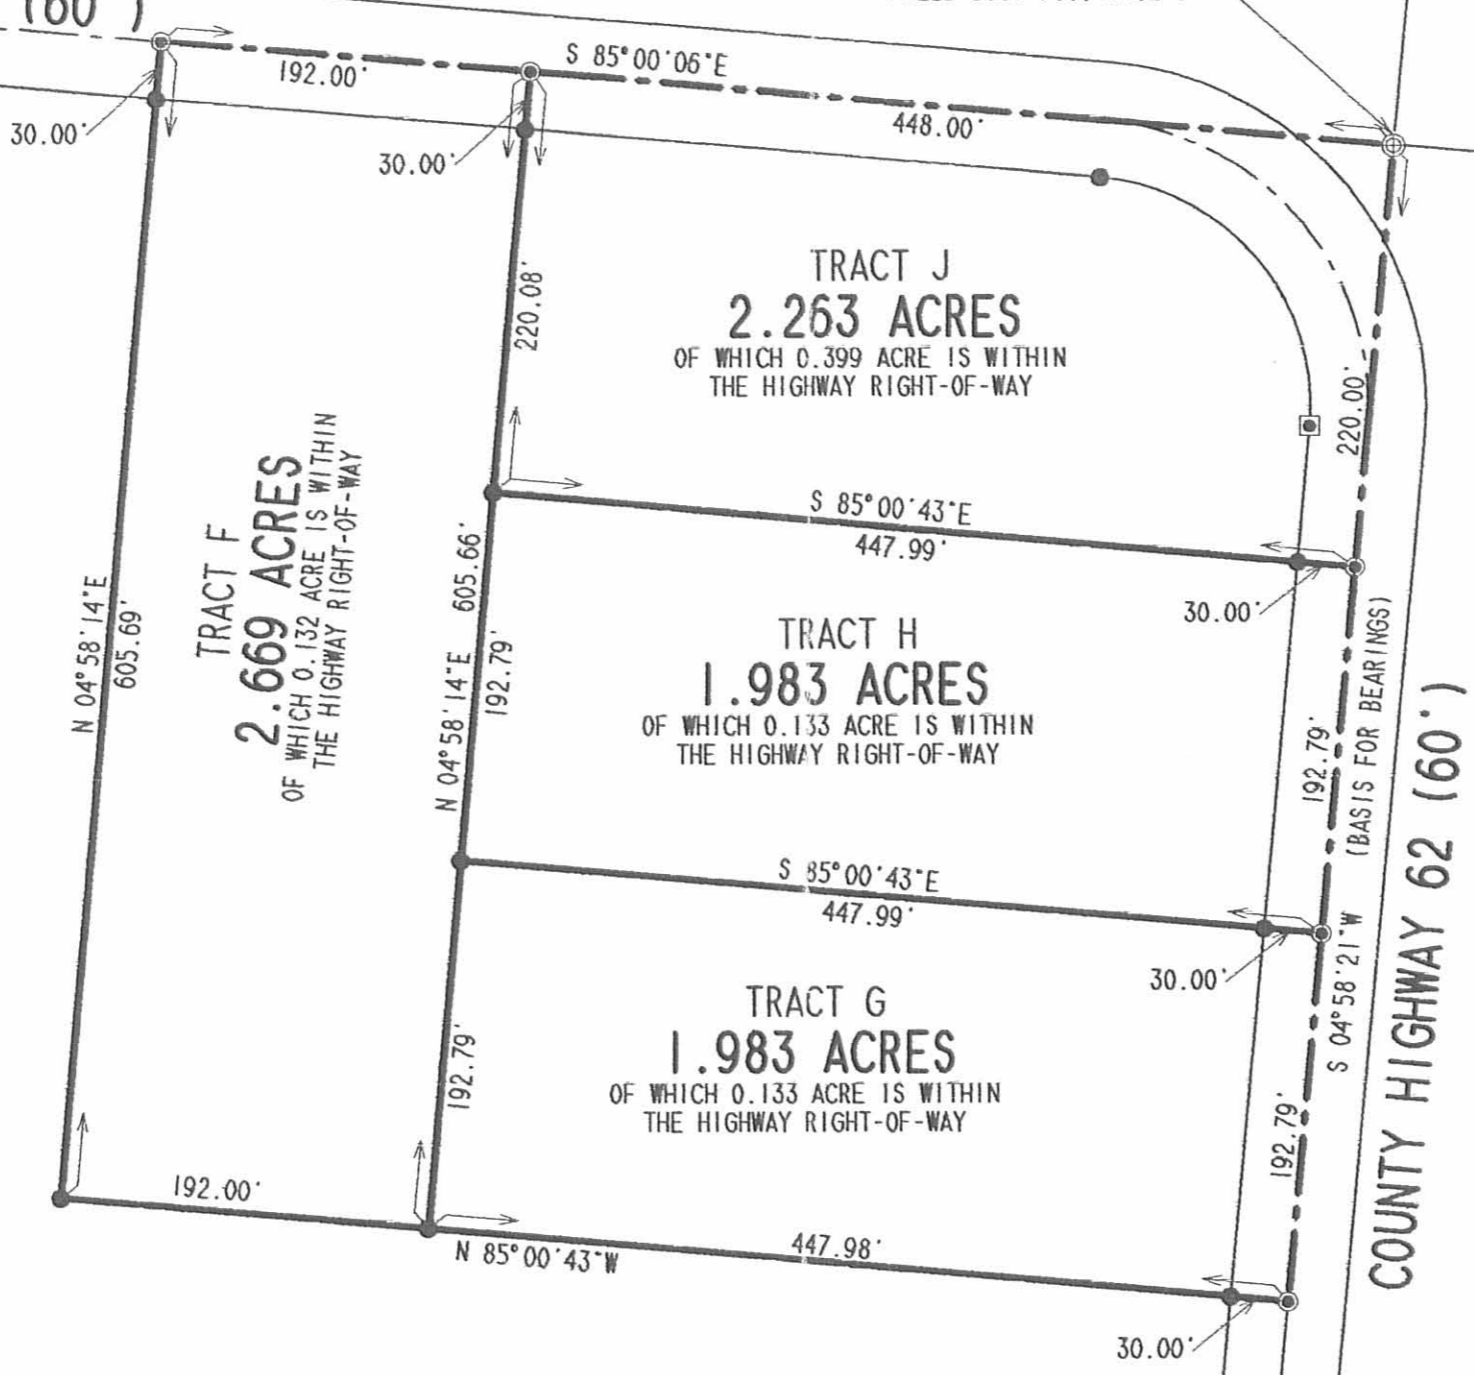 (60')
S 85°00'06"E
192.00'
448.00'
30.00'
30.00'
220.08'
TRACT J
2.263 ACRES
OF WHICH 0.399 ACRE IS WITHIN
THE HIGHWAY RIGHT-OF-WAY
220.00'
S 85°00'43"E
447.99'
30.00'
N 04°58'14"E
605.69'
TRACT F
2.669 ACRES
OF WHICH 0.132 ACRE IS WITHIN
THE HIGHWAY RIGHT-OF-WAY
N 04°58'14"E 605.66'
192.79'
TRACT H
1.983 ACRES
OF WHICH 0.133 ACRE IS WITHIN
THE HIGHWAY RIGHT-OF-WAY
192.79'
S 04°58'21"W (BASIS FOR BEARINGS)
COUNTY HIGHWAY 62 (60')
S 85°00'43"E
447.99'
30.00'
192.79'
TRACT G
1.983 ACRES
OF WHICH 0.133 ACRE IS WITHIN
THE HIGHWAY RIGHT-OF-WAY
192.79'
192.00'
N 85°00'43"W
447.98'
30.00'